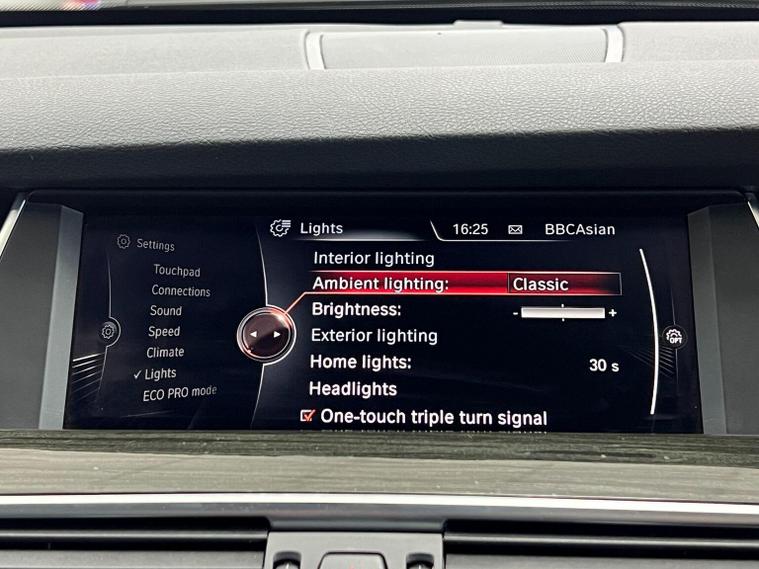 Settings
Touchpad
Connections
Sound
Speed
Climate
✓ Lights
ECO PRO mode
Lights
16:25 BBCAsian
Interior lighting
Ambient lighting: Classic
Brightness: - +
Exterior lighting
Home lights: 30 s
Headlights
One-touch triple turn signal
OPT